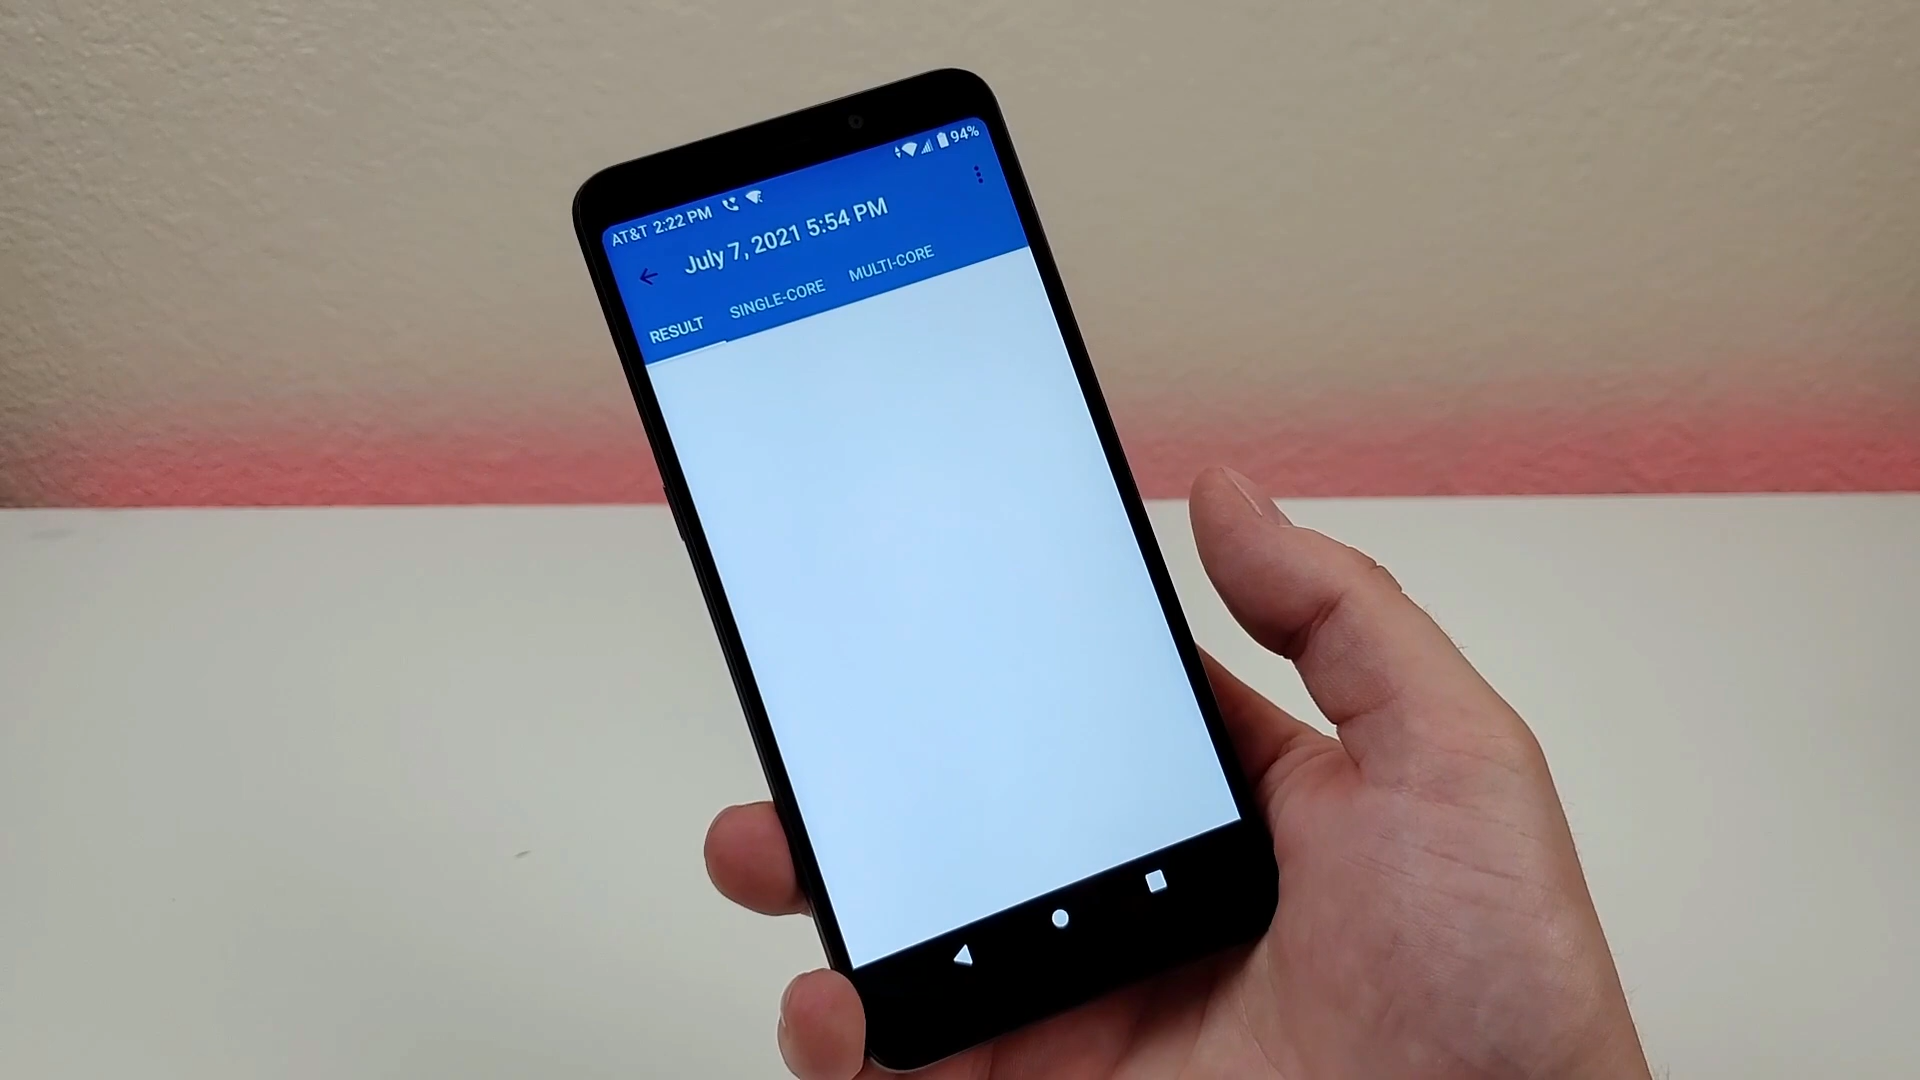 AT&T 2:22 PM 94%
July 7, 2021 5:54 PM
RESULT SINGLE-CORE MULTI-CORE